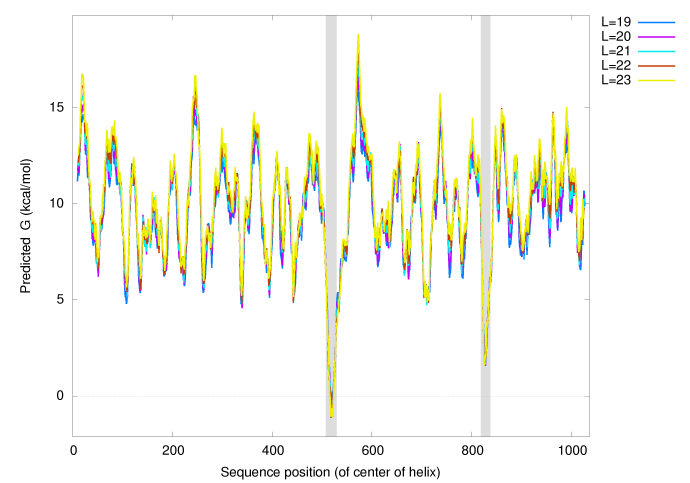 L=19
L=20
L=21
L=22
L=23
15
10
5
0
Predicted G (kcal/mol)
0 200 400 600 800 1000
Sequence position (of center of helix)